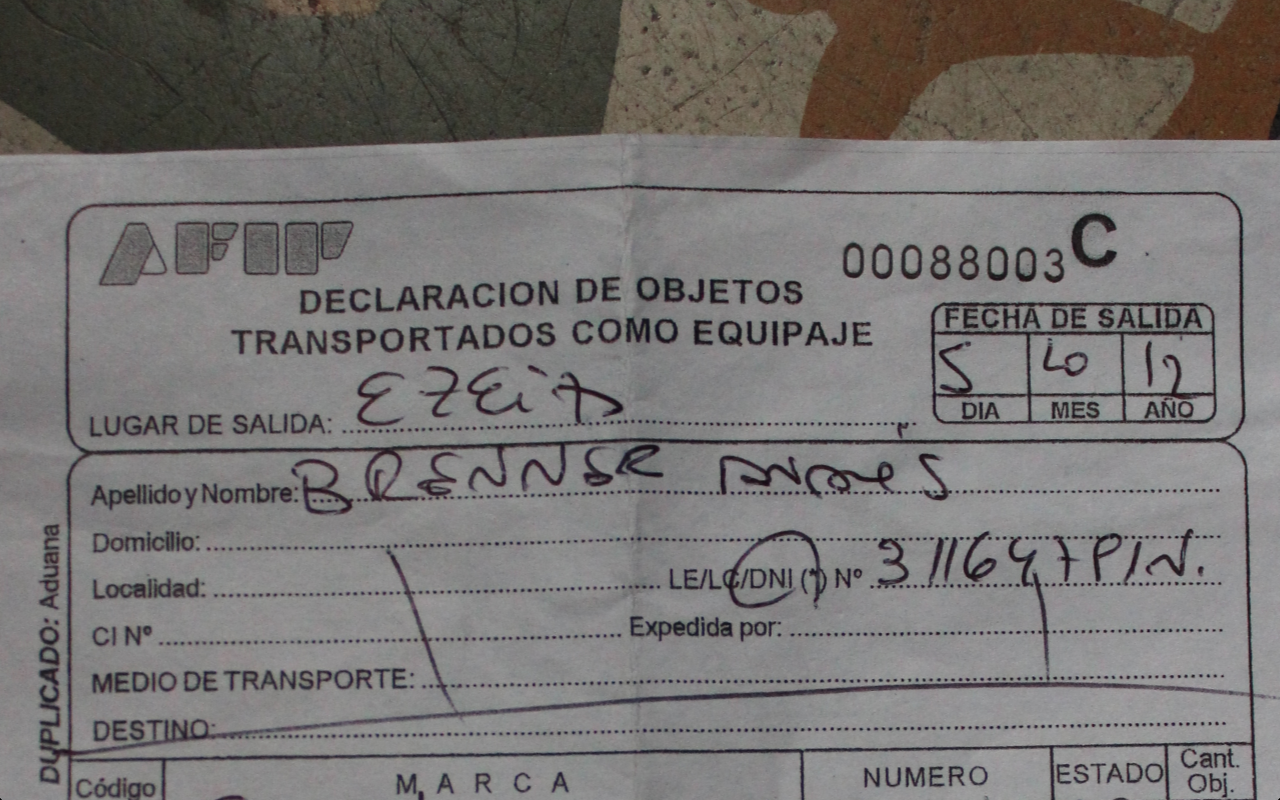 AFIP
00088003 C
DECLARACION DE OBJETOS
TRANSPORTADOS COMO EQUIPAJE
FECHA DE SALIDA
5 10 12
DIA MES AÑO
LUGAR DE SALIDA: EZEIZA
Apellido y Nombre: BRENNER
Domicilio:
Localidad: LE/LC/DNI (*) Nº
CI Nº Expedida por:
MEDIO DE TRANSPORTE:
DESTINO:
DUPLICADO: Aduana
Código MARCA NUMERO ESTADO Cant. Obj.